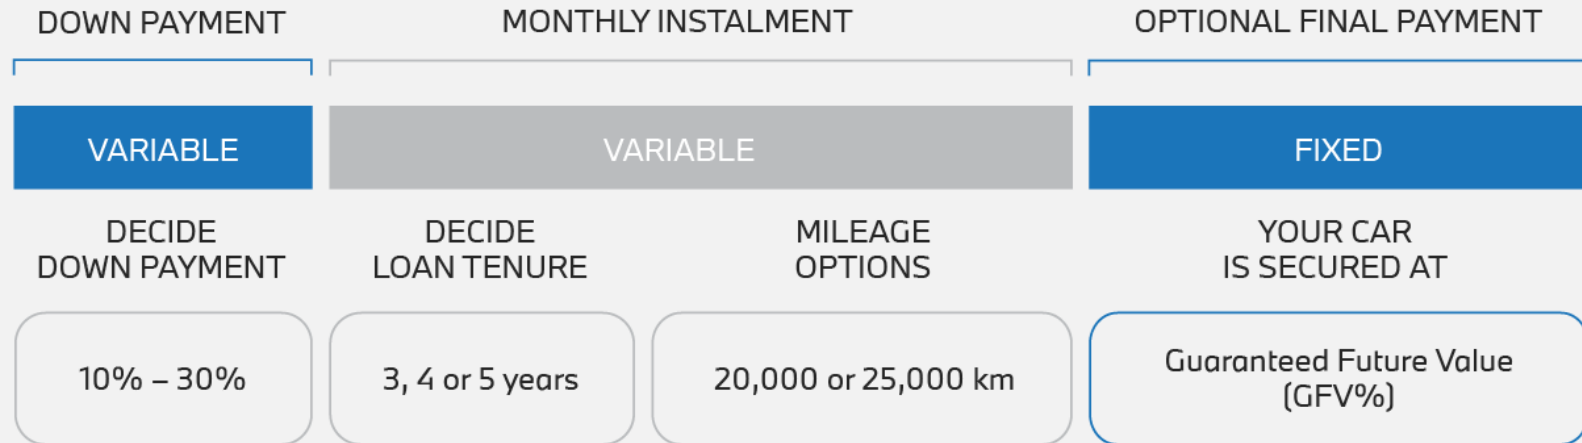 DOWN PAYMENT
MONTHLY INSTALMENT
OPTIONAL FINAL PAYMENT
VARIABLE
VARIABLE
FIXED
DECIDE
DOWN PAYMENT
DECIDE
LOAN TENURE
MILEAGE
OPTIONS
YOUR CAR
IS SECURED AT
10% – 30%
3, 4 or 5 years
20,000 or 25,000 km
Guaranteed Future Value
(GFV%)